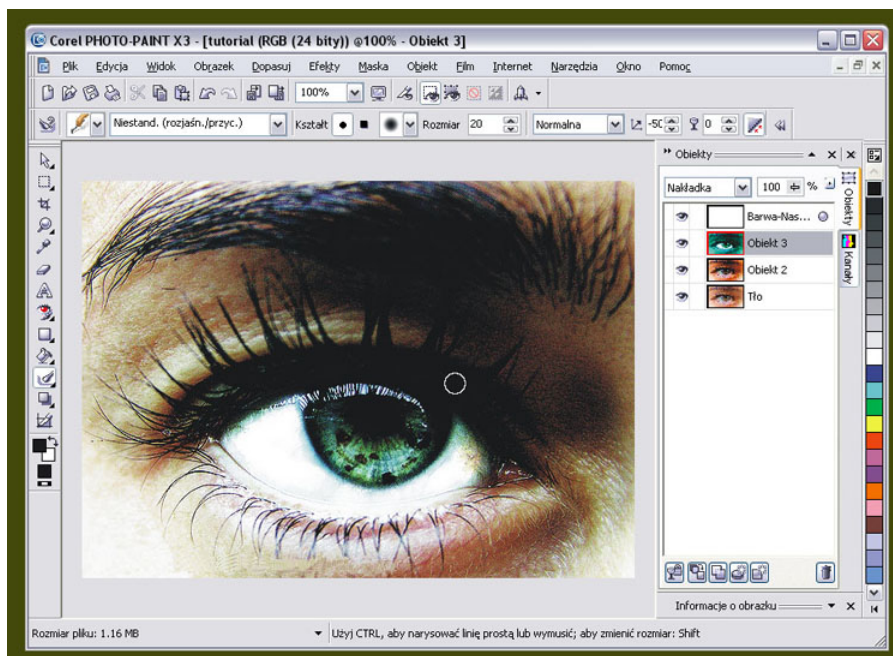 Corel PHOTO-PAINT X3 - [tutorial (RGB (24 bity)) @100% - Obiekt 3]
Plik Edycja Widok Obrazek Dopasuj Efekty Maska Obiekt Film Internet Narzędzia Okno Pomoc
100%
Niestand. (rozjaśn./przyc.) Kształt Rozmiar 20 Normalna -50 0
Obiekty
Nakładka 100 %
Barwa-Nas...
Obiekt 3
Obiekt 2
Tło
Obiekty
Kanały
Informacje o obrazku
Rozmiar pliku: 1.16 MB Użyj CTRL, aby narysować linię prostą lub wymusić; aby zmienić rozmiar: Shift